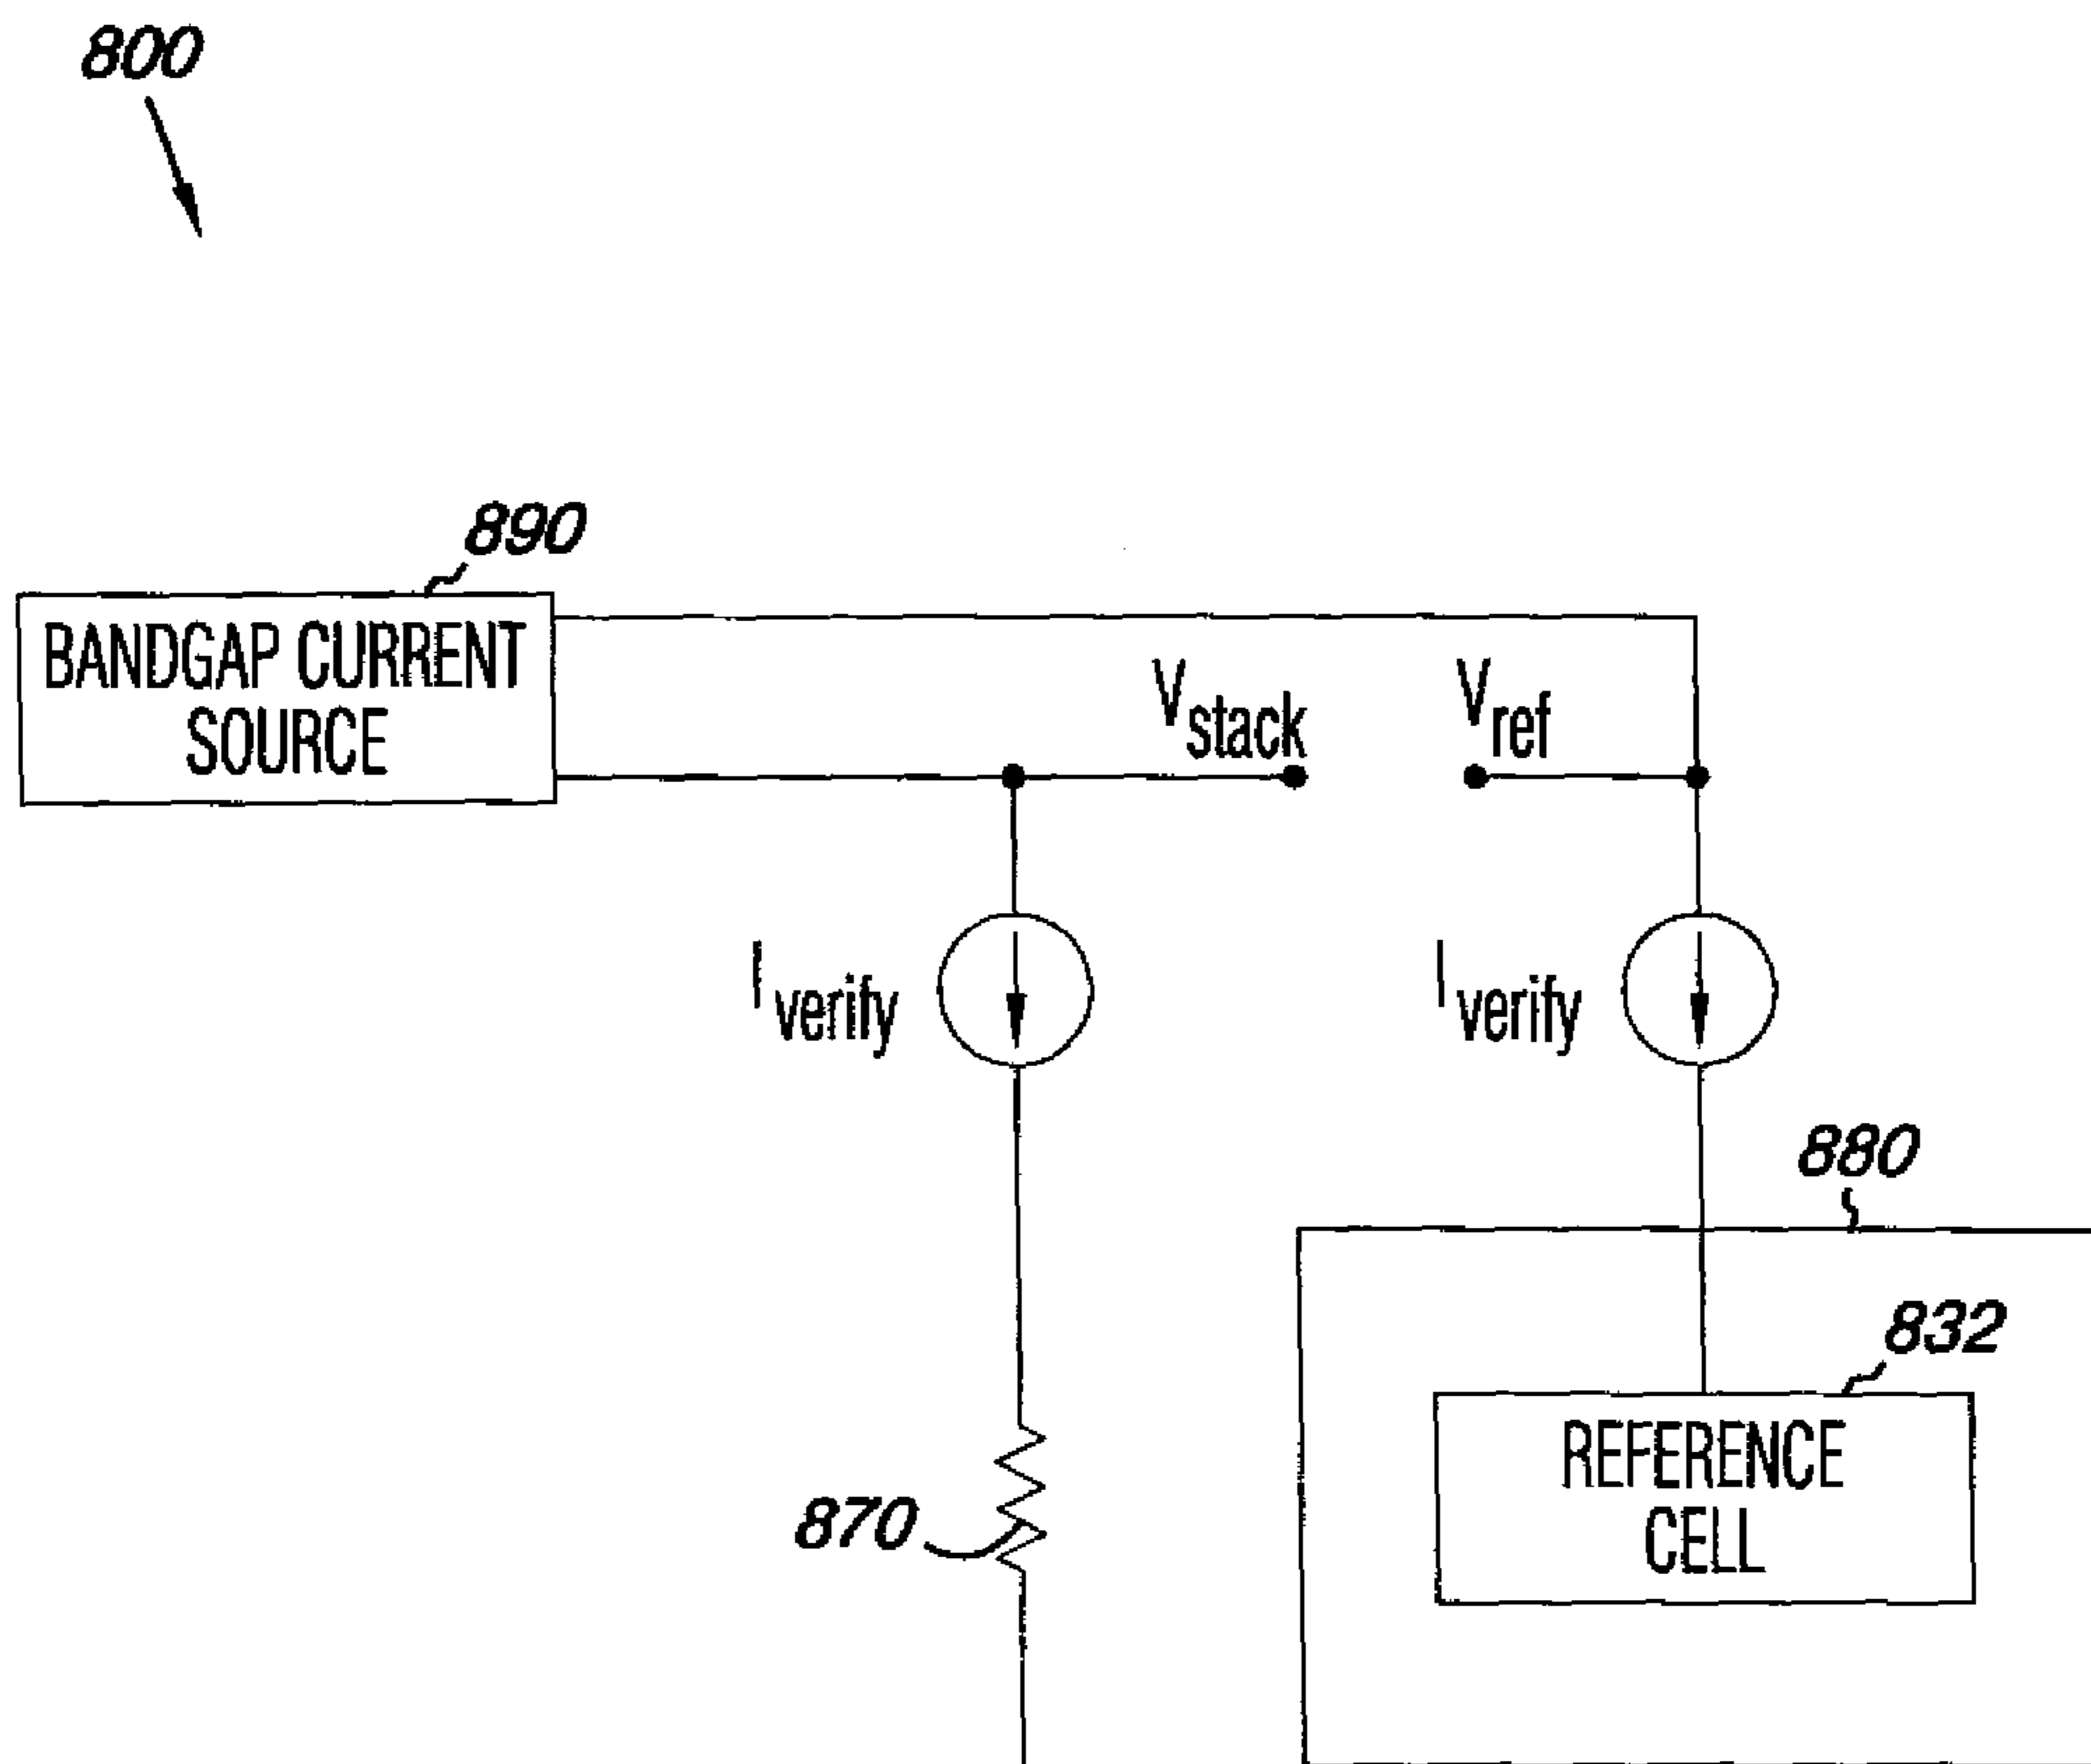 800
890
BANDGAP CURRENT
SOURCE
Vstack
Vref
Iverify
Iverify
880
832
REFERENCE
CELL
870